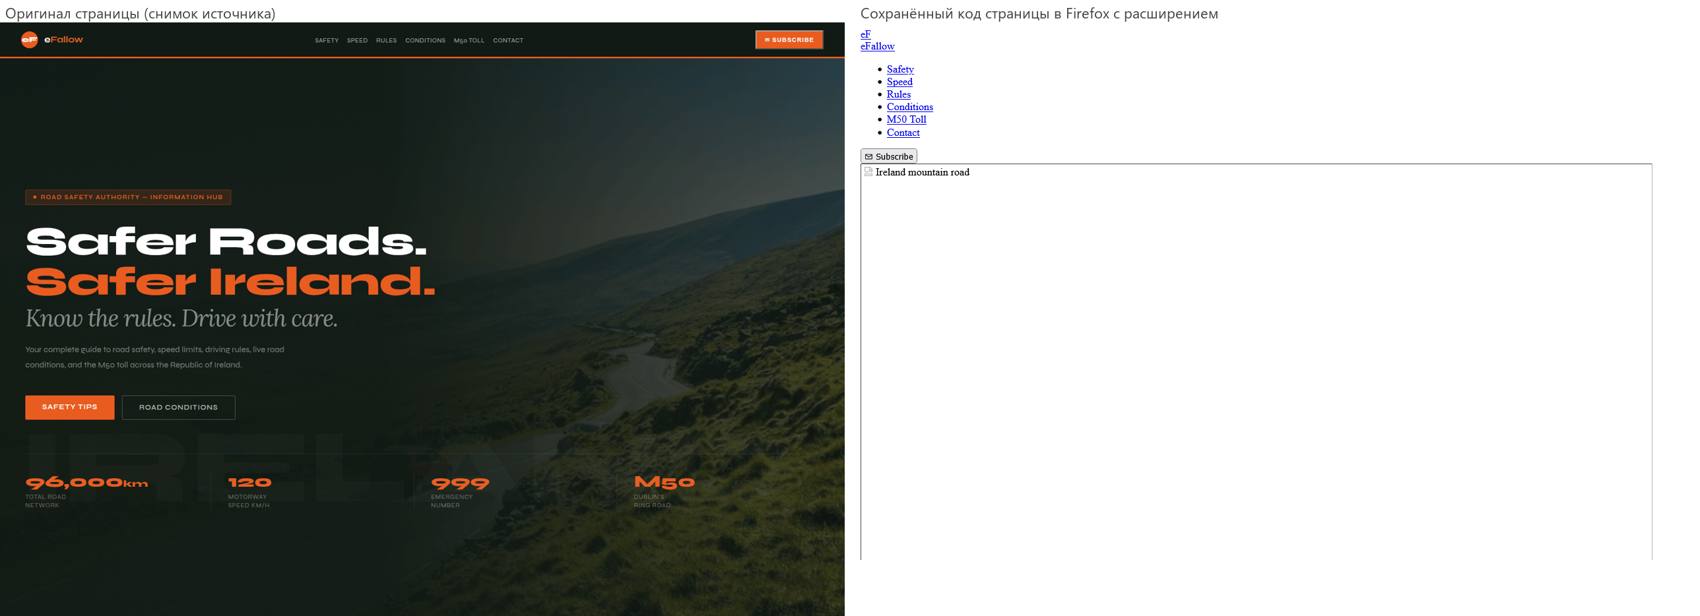 Оригинал страницы (снимок источника)
eF eFallow
SAFETY SPEED RULES CONDITIONS M50 TOLL CONTACT
✉ SUBSCRIBE
ROAD SAFETY AUTHORITY — INFORMATION HUB
Safer Roads.
Safer Ireland.
Know the rules. Drive with care.
Your complete guide to road safety, speed limits, driving rules, live road
conditions, and the M50 toll across the Republic of Ireland.
SAFETY TIPS
ROAD CONDITIONS
96,000km
TOTAL ROAD
NETWORK
120
MOTORWAY
SPEED KM/H
999
EMERGENCY
NUMBER
M50
DUBLIN'S
RING ROAD
Сохранённый код страницы в Firefox с расширением
eF
eFallow
Safety
Speed
Rules
Conditions
M50 Toll
Contact
✉ Subscribe
Ireland mountain road